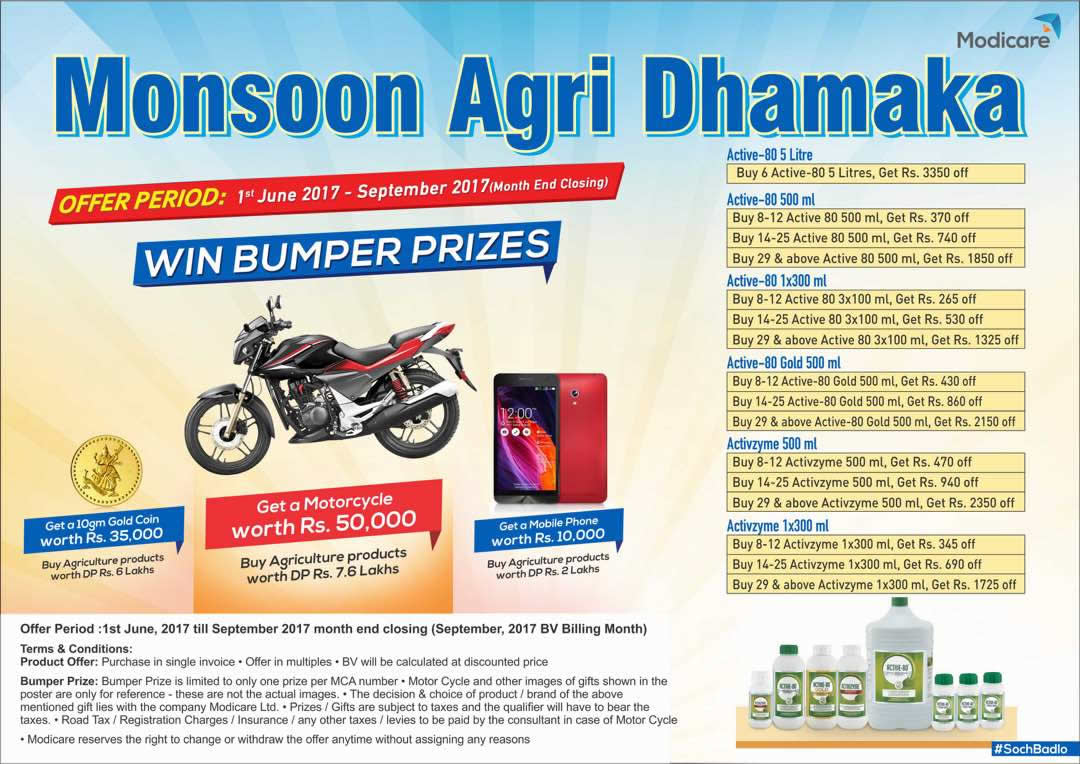 Modicare
Monsoon Agri Dhamaka
OFFER PERIOD: 1st June 2017 - September 2017(Month End Closing)
WIN BUMPER PRIZES
12:00
Get a 10gm Gold Coin
worth Rs. 35,000
Buy Agriculture products
worth DP Rs. 6 Lakhs
Get a Motorcycle
worth Rs. 50,000
Buy Agriculture products
worth DP Rs. 7.6 Lakhs
Get a Mobile Phone
worth Rs. 10,000
Buy Agriculture products
worth DP Rs. 2 Lakhs
Active-80 5 Litre
Buy 6 Active-80 5 Litres, Get Rs. 3350 off
Active-80 500 ml
Buy 8-12 Active 80 500 ml, Get Rs. 370 off
Buy 14-25 Active 80 500 ml, Get Rs. 740 off
Buy 29 & above Active 80 500 ml, Get Rs. 1850 off
Active-80 1x300 ml
Buy 8-12 Active 80 3x100 ml, Get Rs. 265 off
Buy 14-25 Active 80 3x100 ml, Get Rs. 530 off
Buy 29 & above Active 80 3x100 ml, Get Rs. 1325 off
Active-80 Gold 500 ml
Buy 8-12 Active-80 Gold 500 ml, Get Rs. 430 off
Buy 14-25 Active-80 Gold 500 ml, Get Rs. 860 off
Buy 29 & above Active-80 Gold 500 ml, Get Rs. 2150 off
Activzyme 500 ml
Buy 8-12 Activzyme 500 ml, Get Rs. 470 off
Buy 14-25 Activzyme 500 ml, Get Rs. 940 off
Buy 29 & above Activzyme 500 ml, Get Rs. 2350 off
Activzyme 1x300 ml
Buy 8-12 Activzyme 1x300 ml, Get Rs. 345 off
Buy 14-25 Activzyme 1x300 ml, Get Rs. 690 off
Buy 29 & above Activzyme 1x300 ml, Get Rs. 1725 off
Offer Period :1st June, 2017 till September 2017 month end closing (September, 2017 BV Billing Month)
Terms & Conditions:
Product Offer: Purchase in single invoice • Offer in multiples • BV will be calculated at discounted price
Bumper Prize: Bumper Prize is limited to only one prize per MCA number • Motor Cycle and other images of gifts shown in the
poster are only for reference - these are not the actual images. • The decision & choice of product / brand of the above
mentioned gift lies with the company Modicare Ltd. • Prizes / Gifts are subject to taxes and the qualifier will have to bear the
taxes. • Road Tax / Registration Charges / Insurance / any other taxes / levies to be paid by the consultant in case of Motor Cycle
• Modicare reserves the right to change or withdraw the offer anytime without assigning any reasons
ACTIVE-80
#SochBadlo